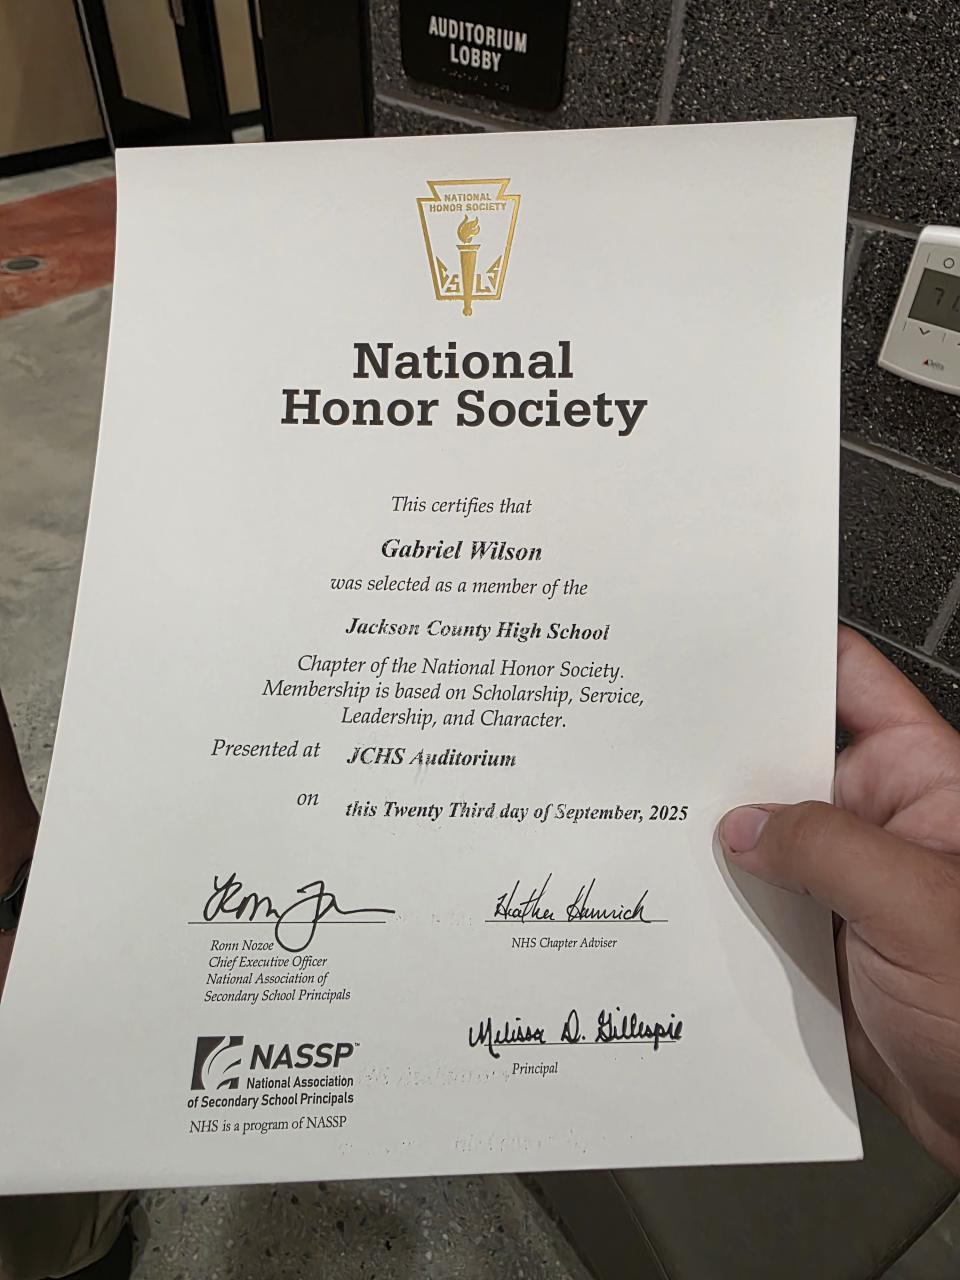 AUDITORIUM
LOBBY
NATIONAL
HONOR SOCIETY
C S L S
National
Honor Society
This certifies that
Gabriel Wilson
was selected as a member of the
Jackson County High School
Chapter of the National Honor Society.
Membership is based on Scholarship, Service,
Leadership, and Character.
Presented at JCHS Auditorium
on this Twenty Third day of September, 2025
Heather Hamrick
Ronn Nozoe
Chief Executive Officer
National Association of
Secondary School Principals
NHS Chapter Adviser
Melissa D. Gillespie
Principal
NASSP™
National Association
of Secondary School Principals
NHS is a program of NASSP
Delta